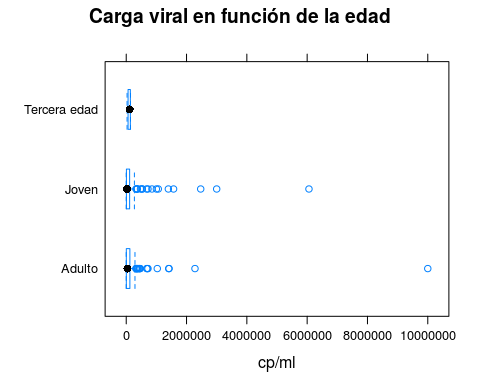 Carga viral en función de la edad
Tercera edad
Joven
Adulto
0 2000000 4000000 6000000 8000000 10000000
cp/ml